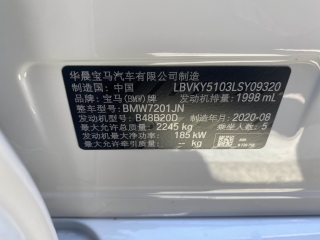 华晨宝马汽车有限公司制造
制造国：中国 LBVKY5103LSY09320
品牌：宝马(BMW)牌 发动机排量：1998 mL
整车型号：BMW7201JN
发动机型号：B48B20D 制造年月：2020-08
最大允许总质量：2245 kg 乘坐人数：5
发动机最大净功率：185 kW
最大允许牵引质量：-- kg